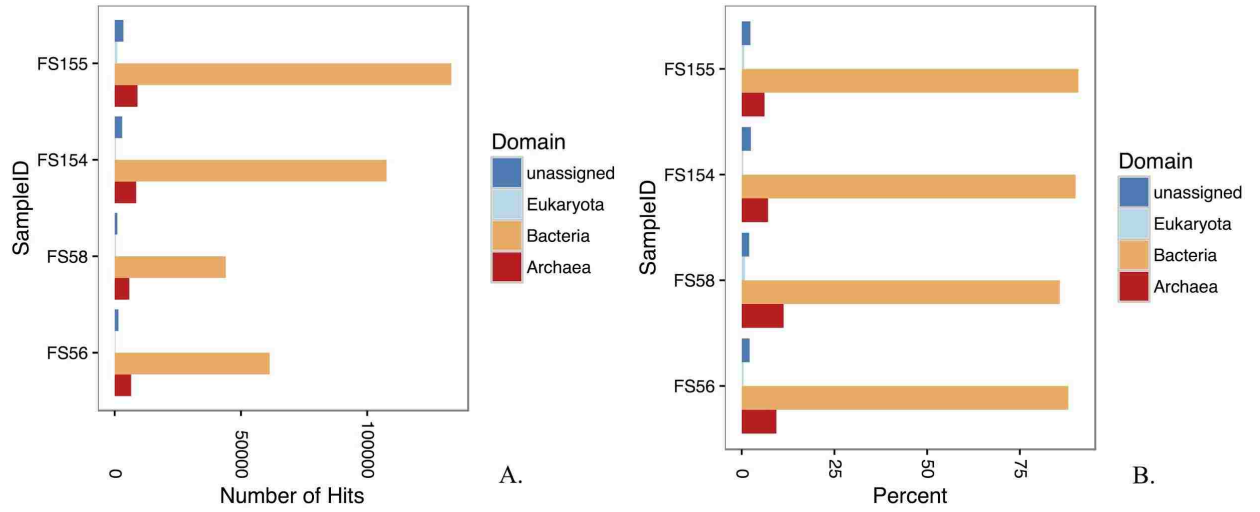 SampleID
FS155
FS154
FS58
FS56
0
50000
100000
Number of Hits
Domain
unassigned
Eukaryota
Bacteria
Archaea
A.
SampleID
FS155
FS154
FS58
FS56
0
25
50
75
Percent
Domain
unassigned
Eukaryota
Bacteria
Archaea
B.